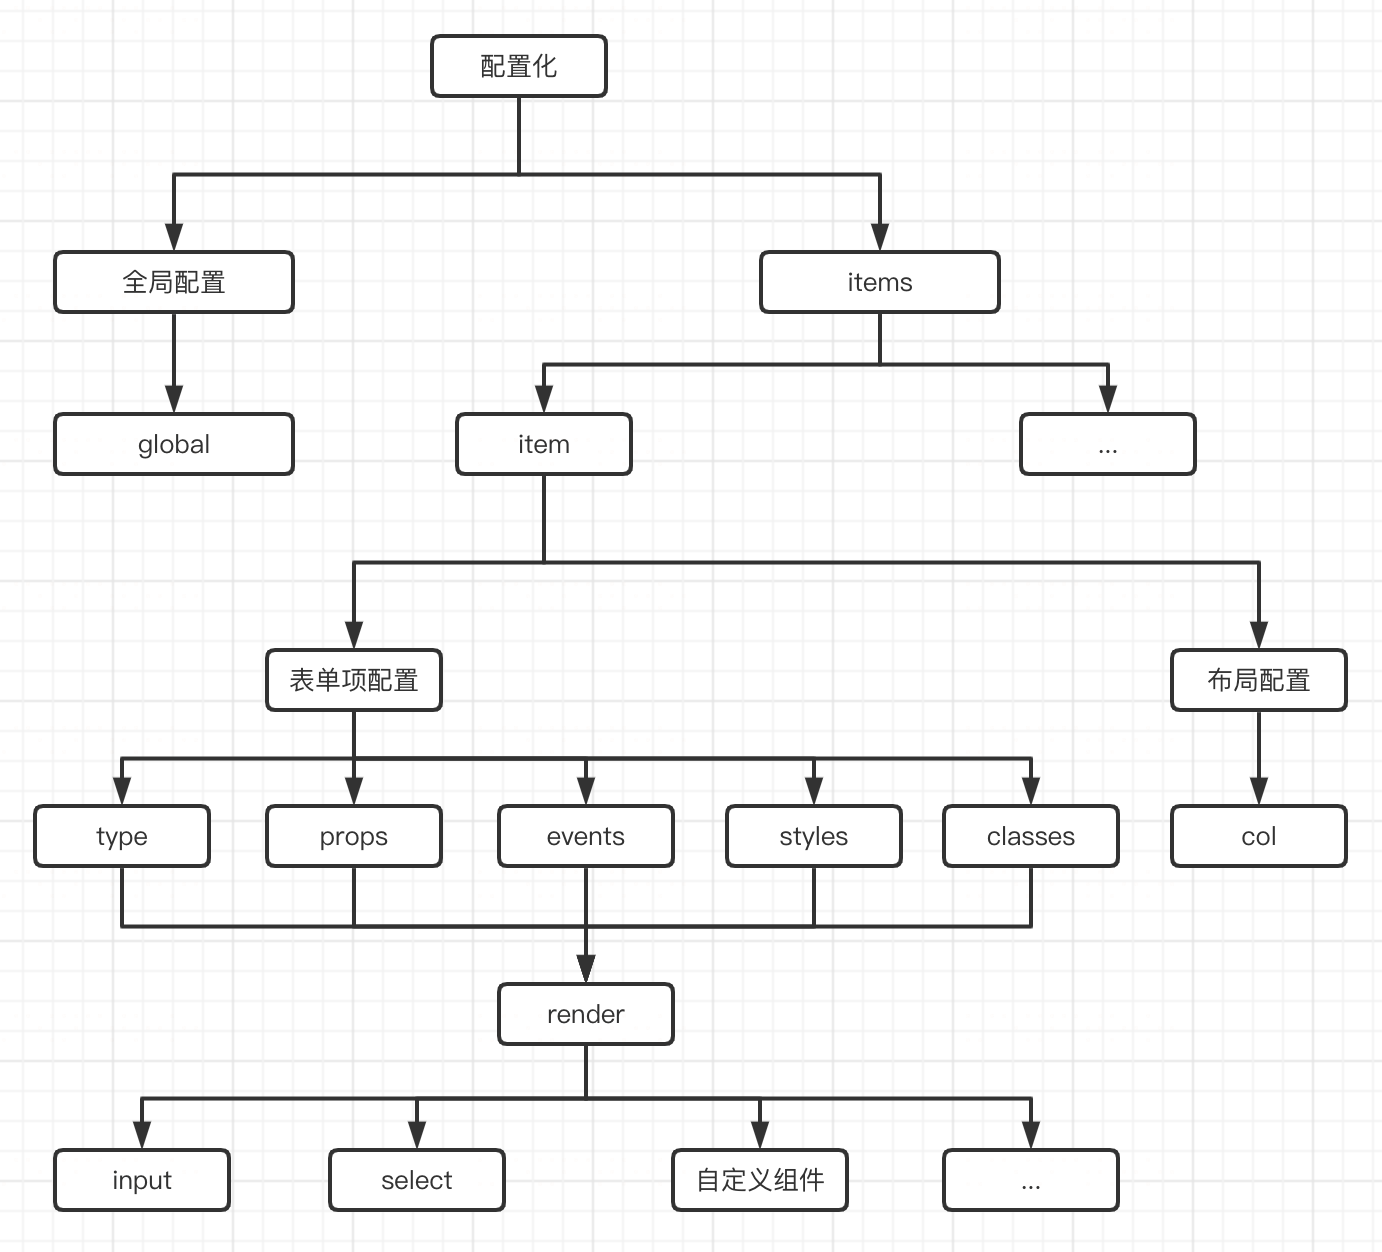 配置化
全局配置
items
global
item
...
表单项配置
布局配置
type
props
events
styles
classes
col
render
input
select
自定义组件
...